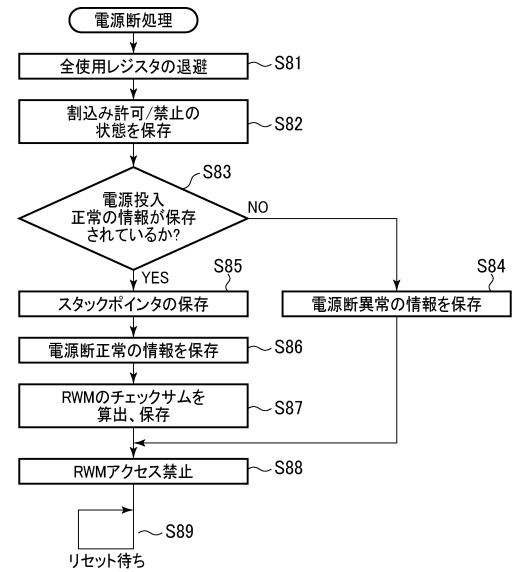 電源断処理
全使用レジスタの退避
S81
割込み許可/禁止の
状態を保存
S82
S83
電源投入
正常の情報が保存
されているか?
NO
YES
S85
スタックポインタの保存
S84
電源断異常の情報を保存
電源断正常の情報を保存
S86
RWMのチェックサムを
算出、保存
S87
RWMアクセス禁止
S88
S89
リセット待ち